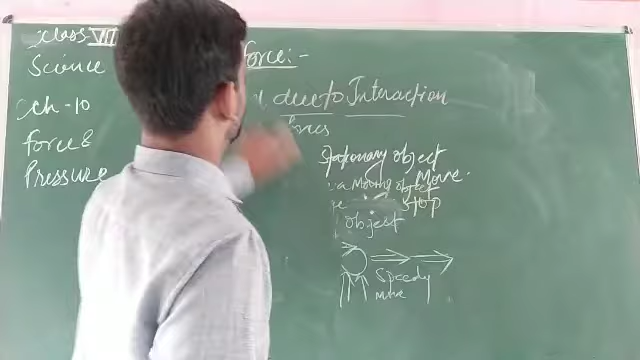 class VII
Science
ch - 10
force &
Pressure
force :-
due to Interaction
forces
Stationary object
Move.
a Moving object
Stop
object
Speedy
move